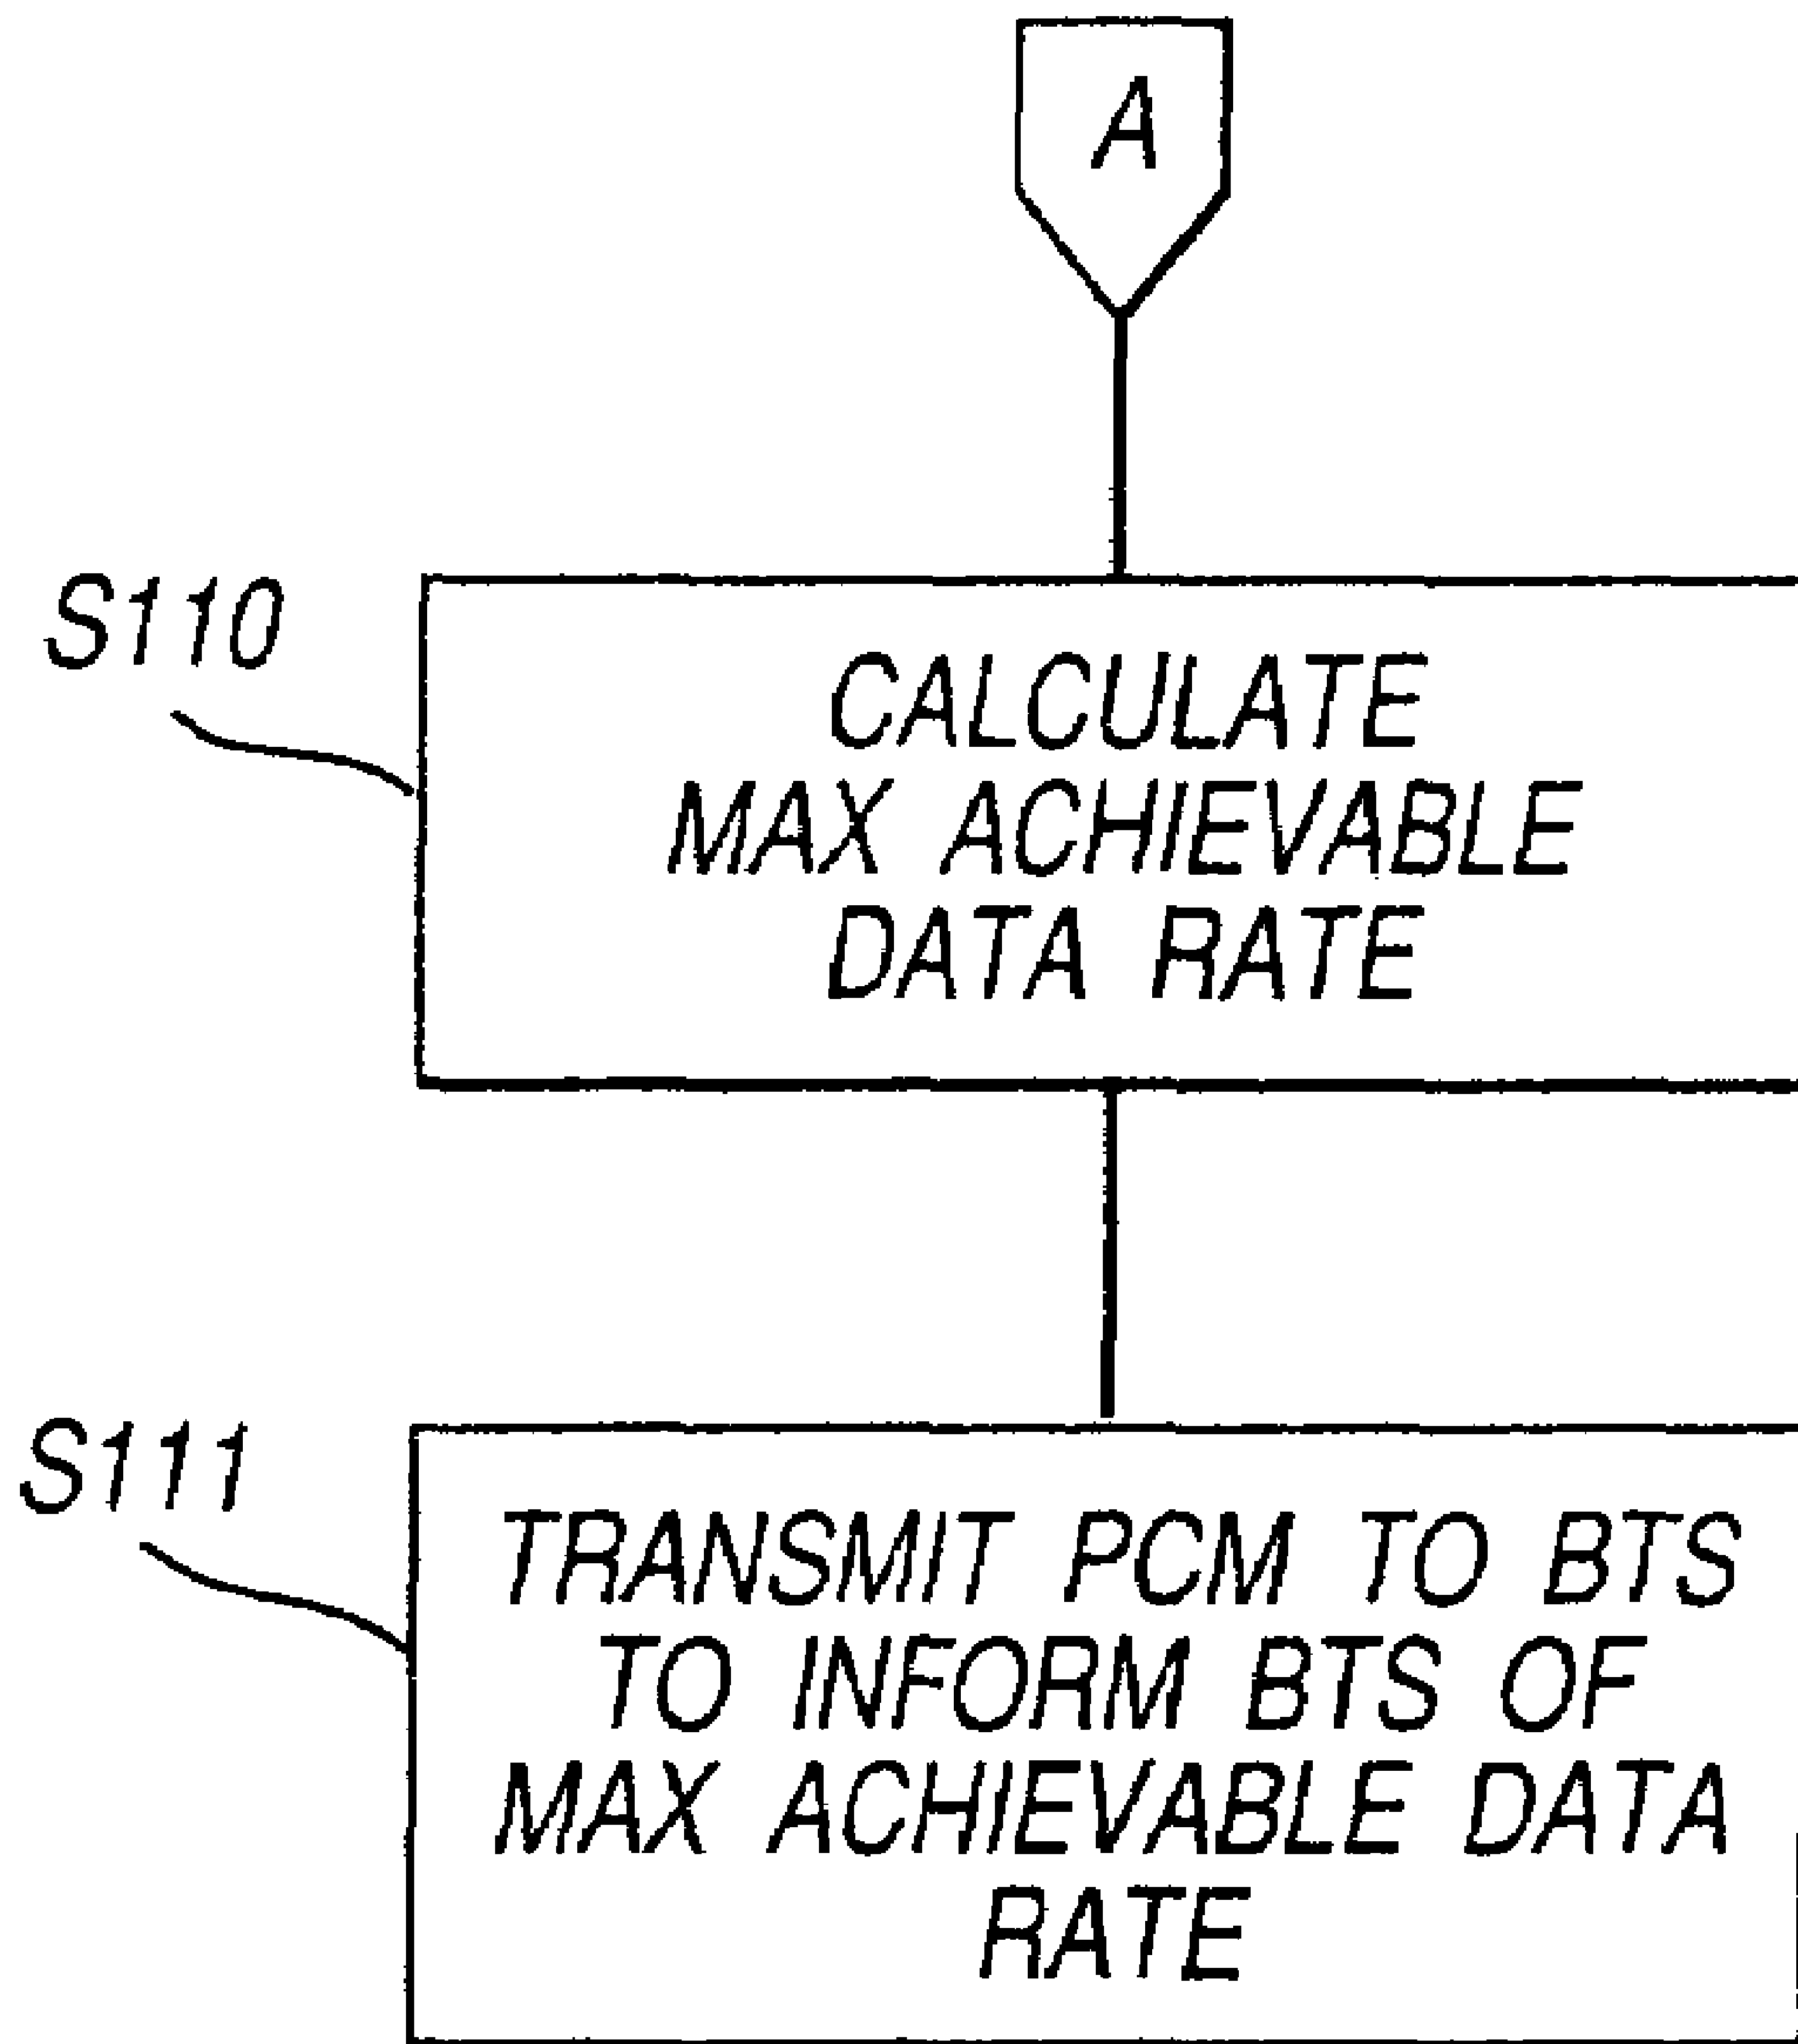 A
S110
CALCULATE
MAX ACHIEVABLE
DATA RATE
S111
TRANSMIT PCM TO BTS
TO INFORM BTS OF
MAX ACHIEVABLE DATA
RATE